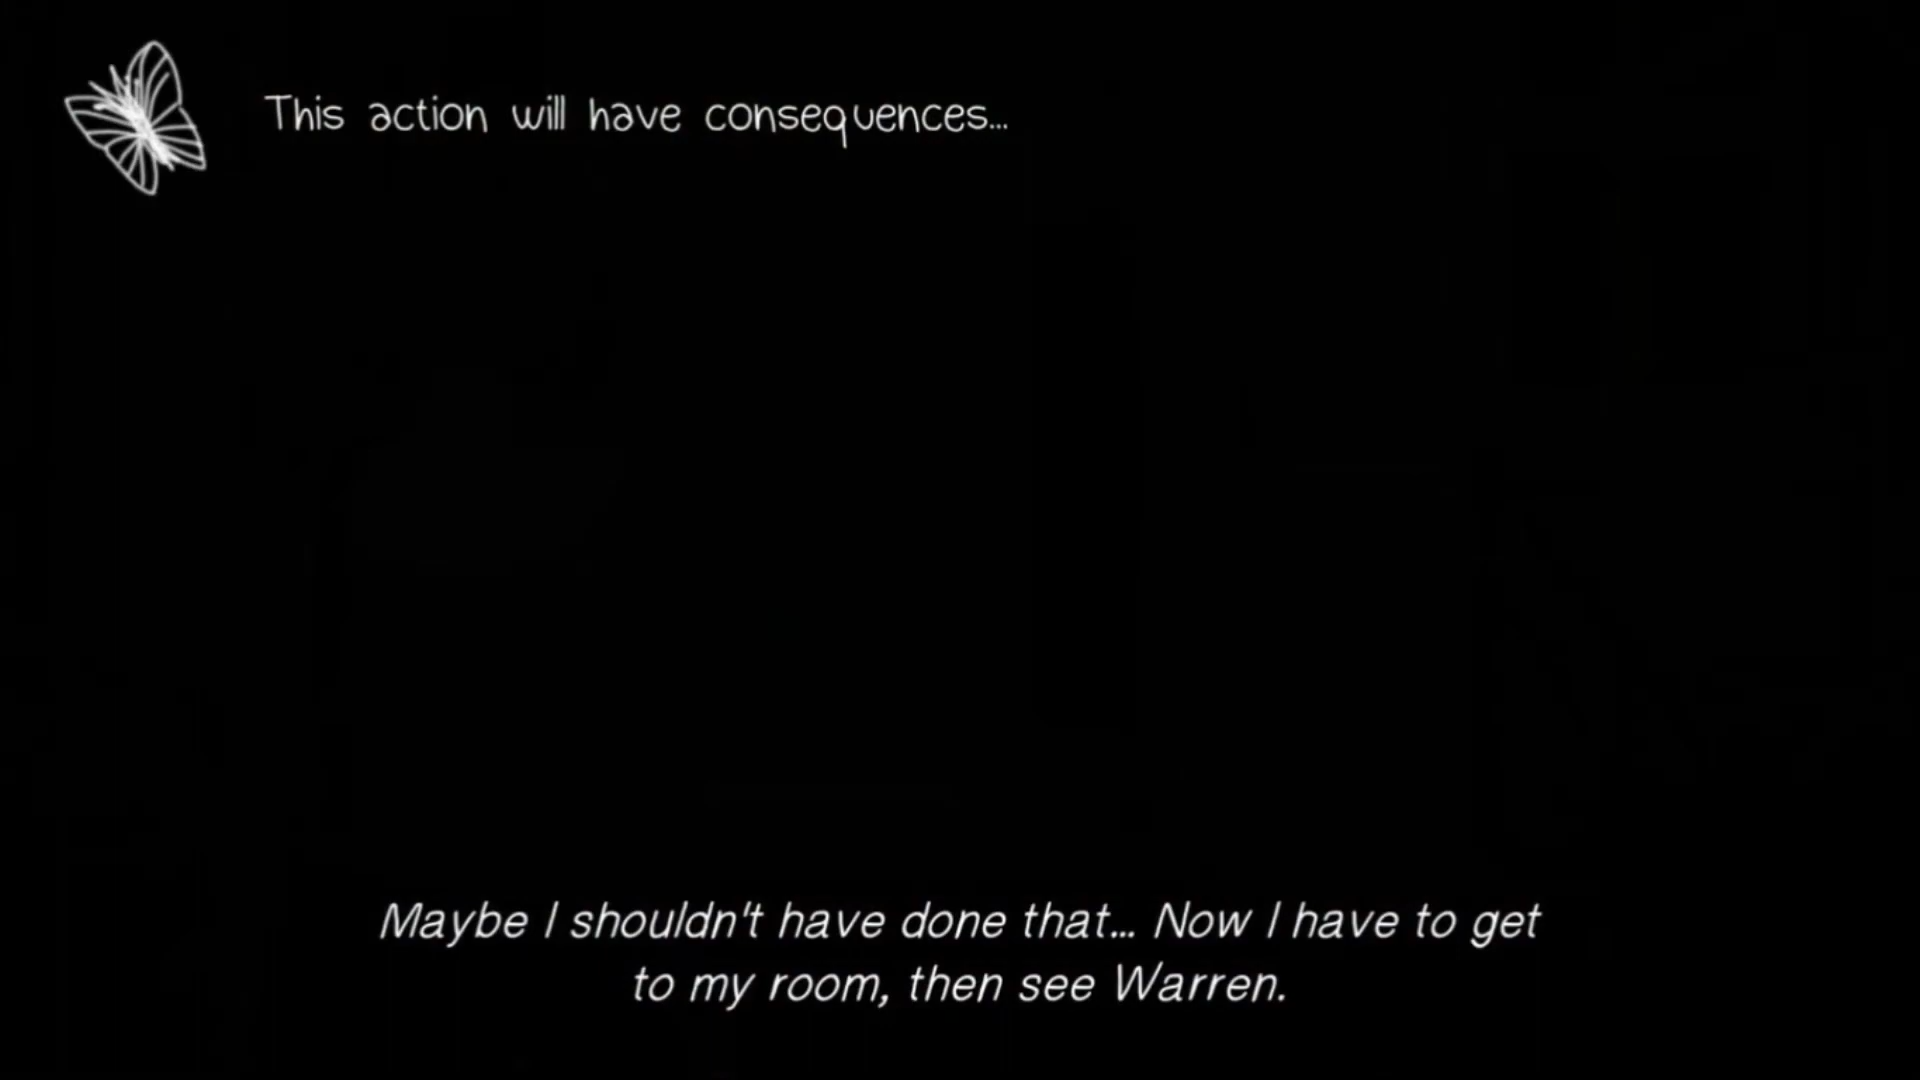 This action will have consequences...
Maybe I shouldn't have done that... Now I have to get
to my room, then see Warren.